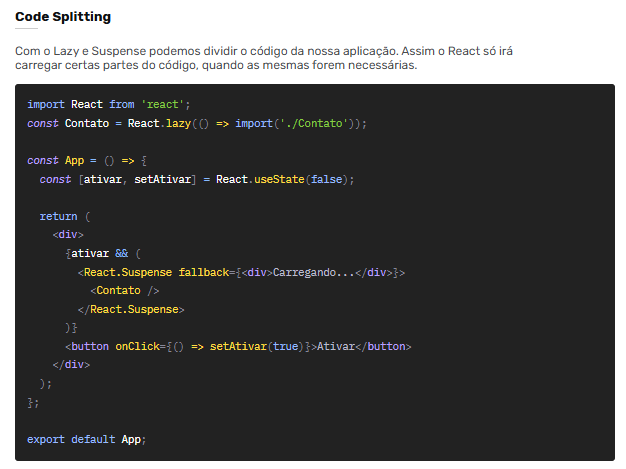 Code Splitting
Com o Lazy e Suspense podemos dividir o código da nossa aplicação. Assim o React só irá
carregar certas partes do código, quando as mesmas forem necessárias.
import React from 'react';
const Contato = React.lazy(() => import('./Contato'));
const App = () => {
  const [ativar, setAtivar] = React.useState(false);
  return (
    <div>
      {ativar && (
        <React.Suspense fallback={<div>Carregando...</div>}>
          <Contato />
        </React.Suspense>
      )}
      <button onClick={() => setAtivar(true)}>Ativar</button>
    </div>
  );
};
export default App;